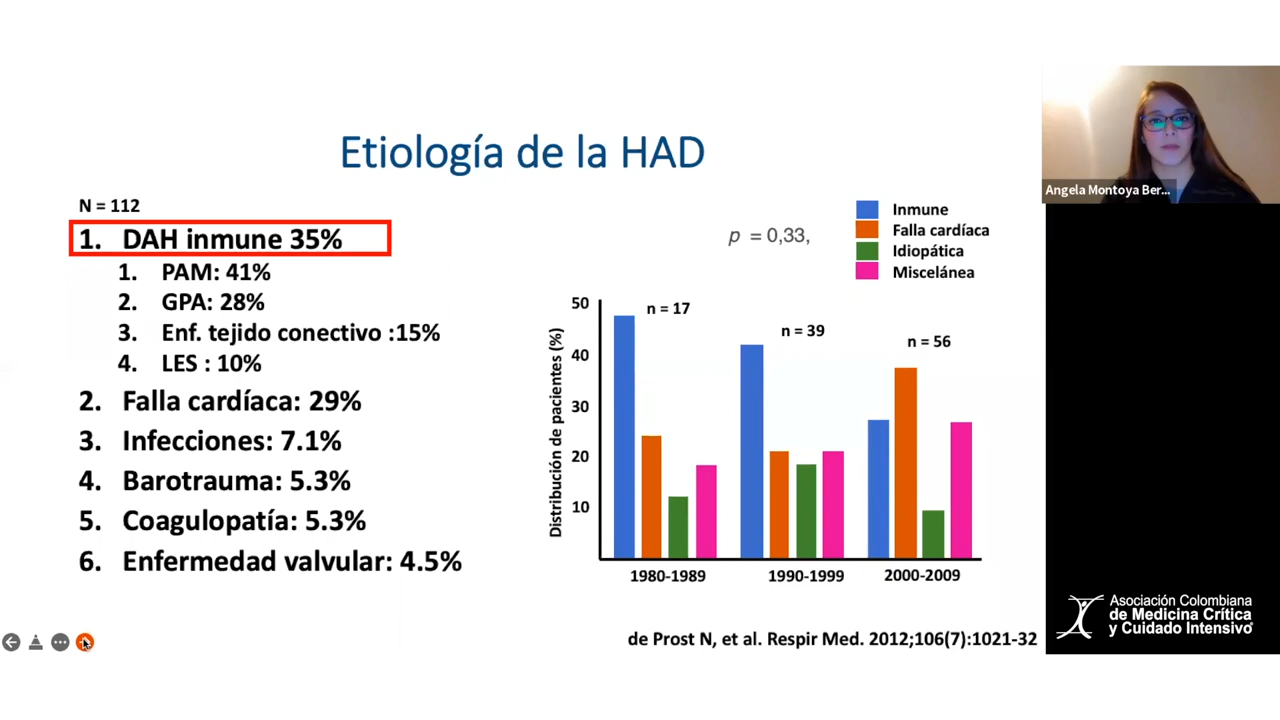 Etiología de la HAD
N = 112
1. DAH inmune 35%
1. PAM: 41%
2. GPA: 28%
3. Enf. tejido conectivo :15%
4. LES : 10%
2. Falla cardíaca: 29%
3. Infecciones: 7.1%
4. Barotrauma: 5.3%
5. Coagulopatía: 5.3%
6. Enfermedad valvular: 4.5%
p = 0,33,
Inmune
Falla cardíaca
Idiopática
Miscelánea
Distribución de pacientes (%)
50
40
30
20
10
n = 17
n = 39
n = 56
1980-1989
1990-1999
2000-2009
de Prost N, et al. Respir Med. 2012;106(7):1021-32
Angela Montoya Ber...
Asociación Colombiana
de Medicina Crítica
y Cuidado Intensivo